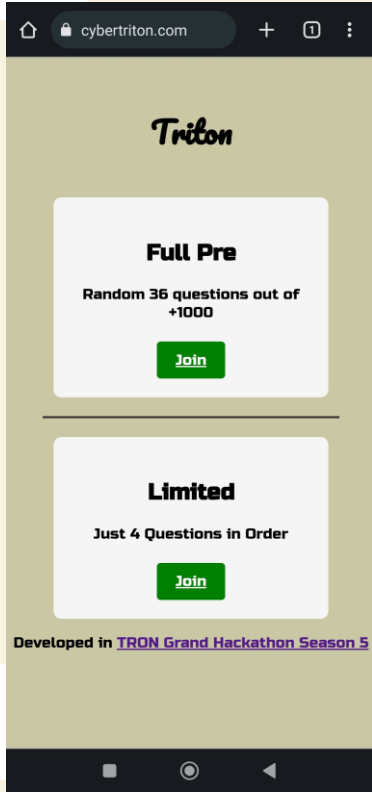 cybertriton.com
1
Triton
Full Pre
Random 36 questions out of
+1000
Join
Limited
Just 4 Questions in Order
Join
Developed in TRON Grand Hackathon Season 5